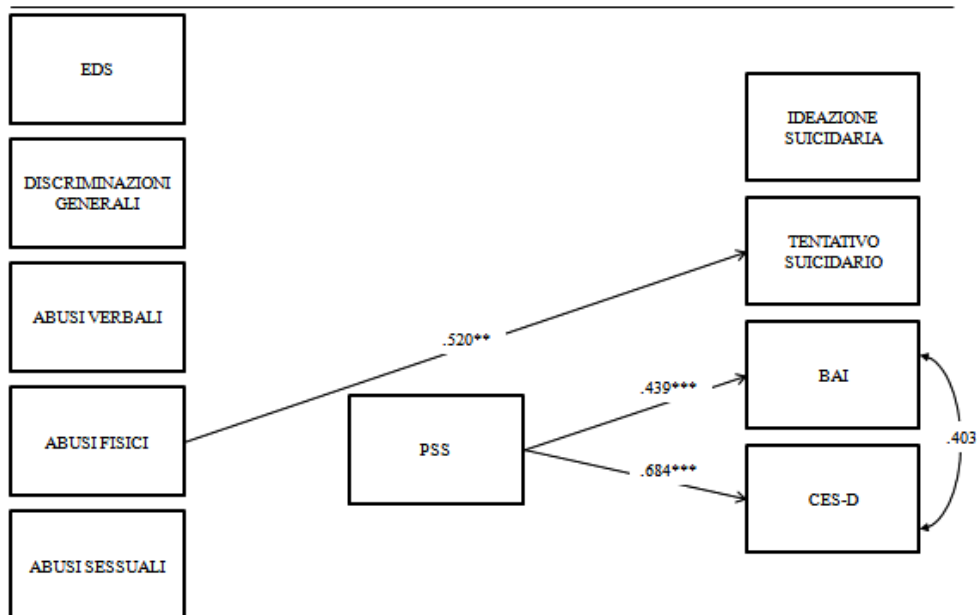 EDS
DISCRIMINAZIONI
GENERALI
ABUSI VERBALI
ABUSI FISICI
ABUSI SESSUALI
PSS
.520**
.439***
.684***
IDEAZIONE
SUICIDARIA
TENTATIVO
SUICIDARIO
BAI
CES-D
.403